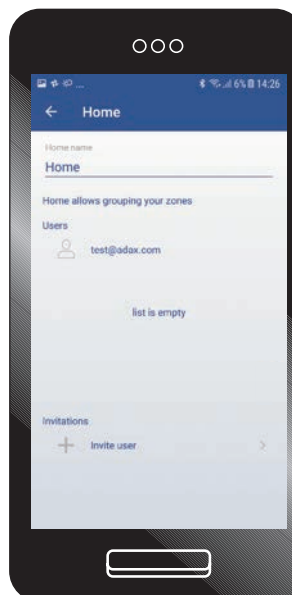 ... 6% 14:26
← Home
Home name
Home
Home allows grouping your zones
Users
test@adax.com
list is empty
Invitations
Invite user